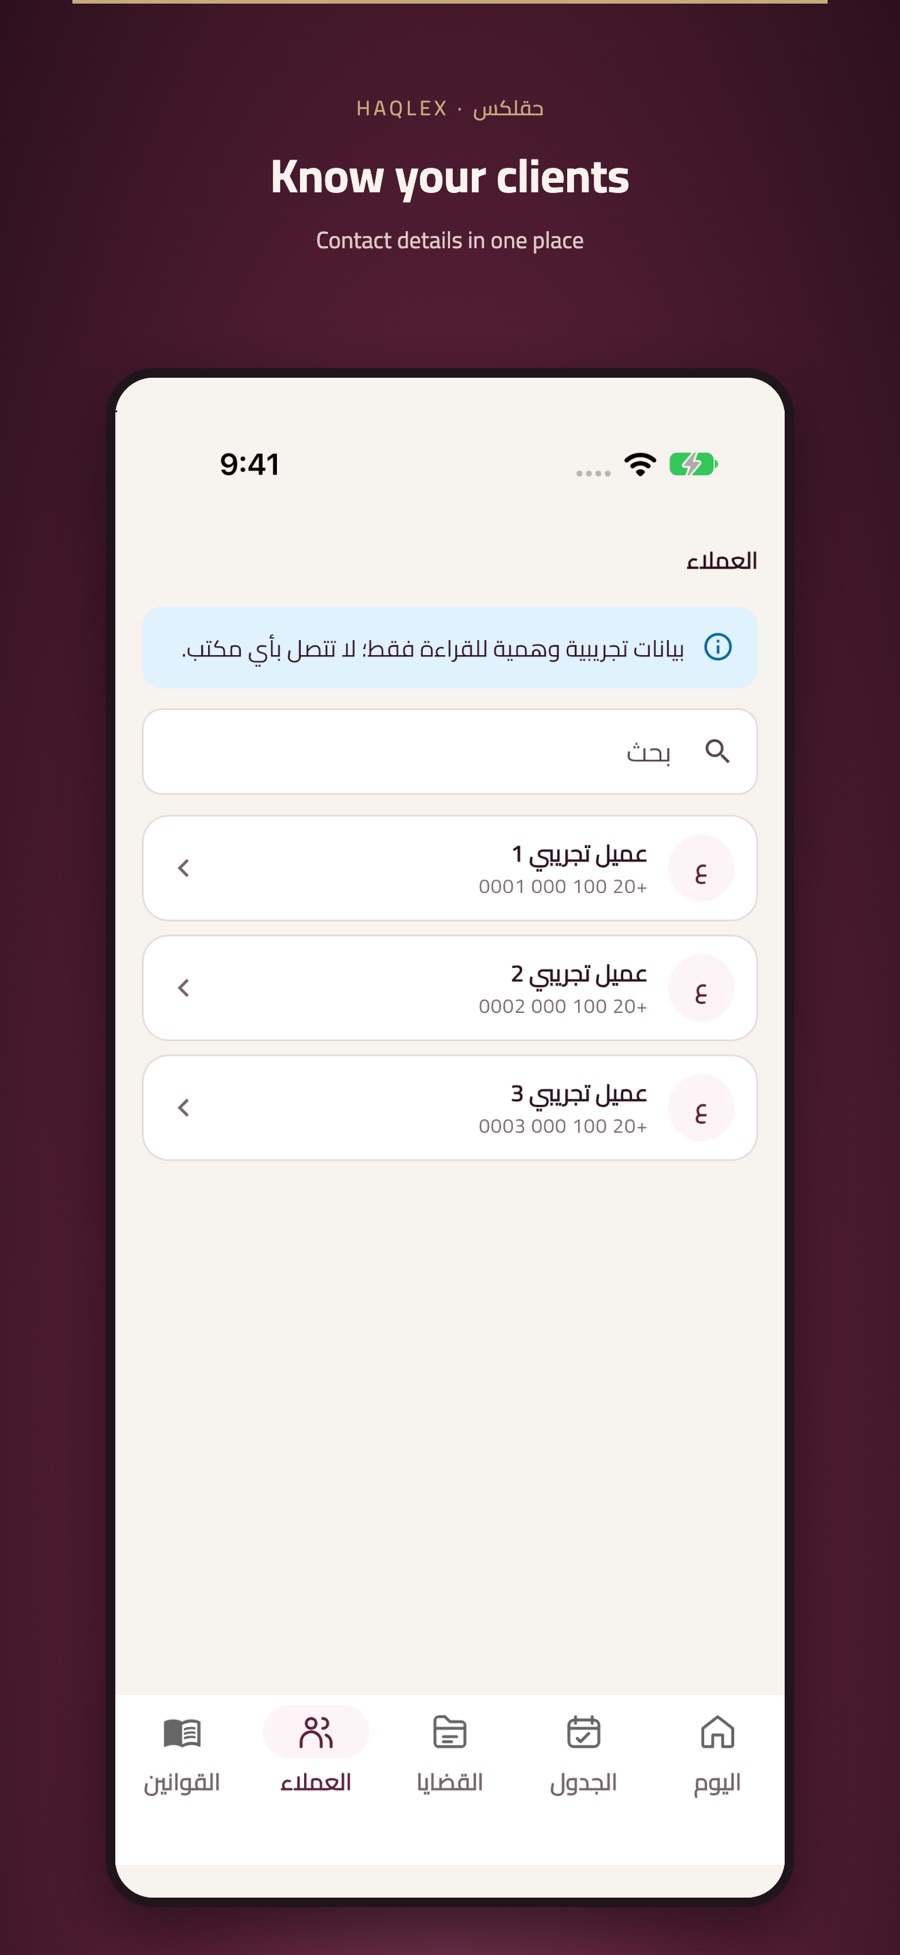 HAQLEX · حقلكس
Know your clients
Contact details in one place
9:41
العملاء
بيانات تجريبية وهمية للقراءة فقط؛ لا تتصل بأي مكتب.
بحث
ع
عميل تجريبي 1
+20 100 000 0001
ع
عميل تجريبي 2
+20 100 000 0002
ع
عميل تجريبي 3
+20 100 000 0003
اليوم
الجدول
القضايا
العملاء
القوانين